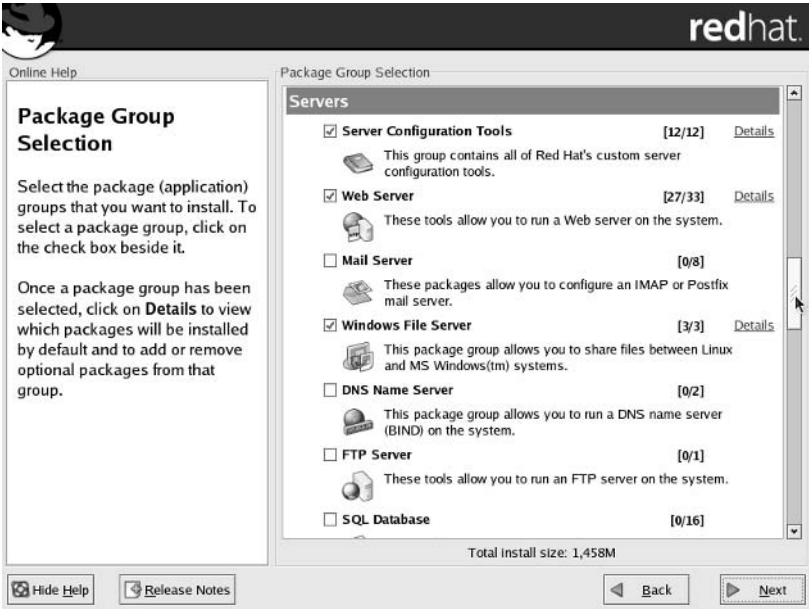 redhat.
Online Help
Package Group
Selection
Select the package (application)
groups that you want to install. To
select a package group, click on
the check box beside it.
Once a package group has been
selected, click on Details to view
which packages will be installed
by default and to add or remove
optional packages from that
group.
Package Group Selection
Servers
Server Configuration Tools [12/12] Details
This group contains all of Red Hat's custom server
configuration tools.
Web Server [27/33] Details
These tools allow you to run a Web server on the system.
Mail Server [0/8]
These packages allow you to configure an IMAP or Postfix
mail server.
Windows File Server [3/3] Details
This package group allows you to share files between Linux
and MS Windows(tm) systems.
DNS Name Server [0/2]
This package group allows you to run a DNS name server
(BIND) on the system.
FTP Server [0/1]
These tools allow you to run an FTP server on the system.
SQL Database [0/16]
Total install size: 1,458M
Hide Help Release Notes Back Next